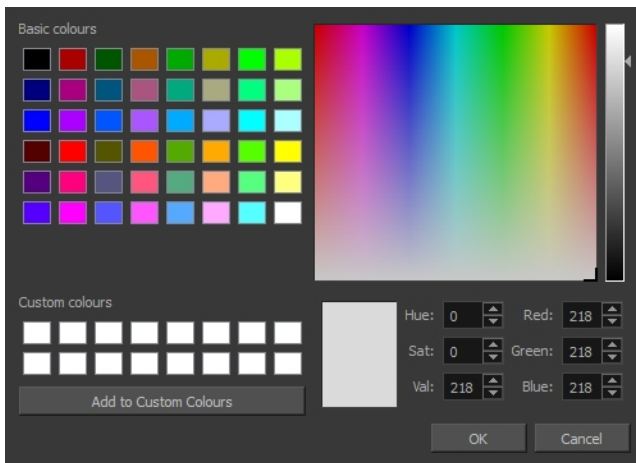 Basic colours
Custom colours
Add to Custom Colours
Hue: 0 Red: 218
Sat: 0 Green: 218
Val: 218 Blue: 218
OK Cancel